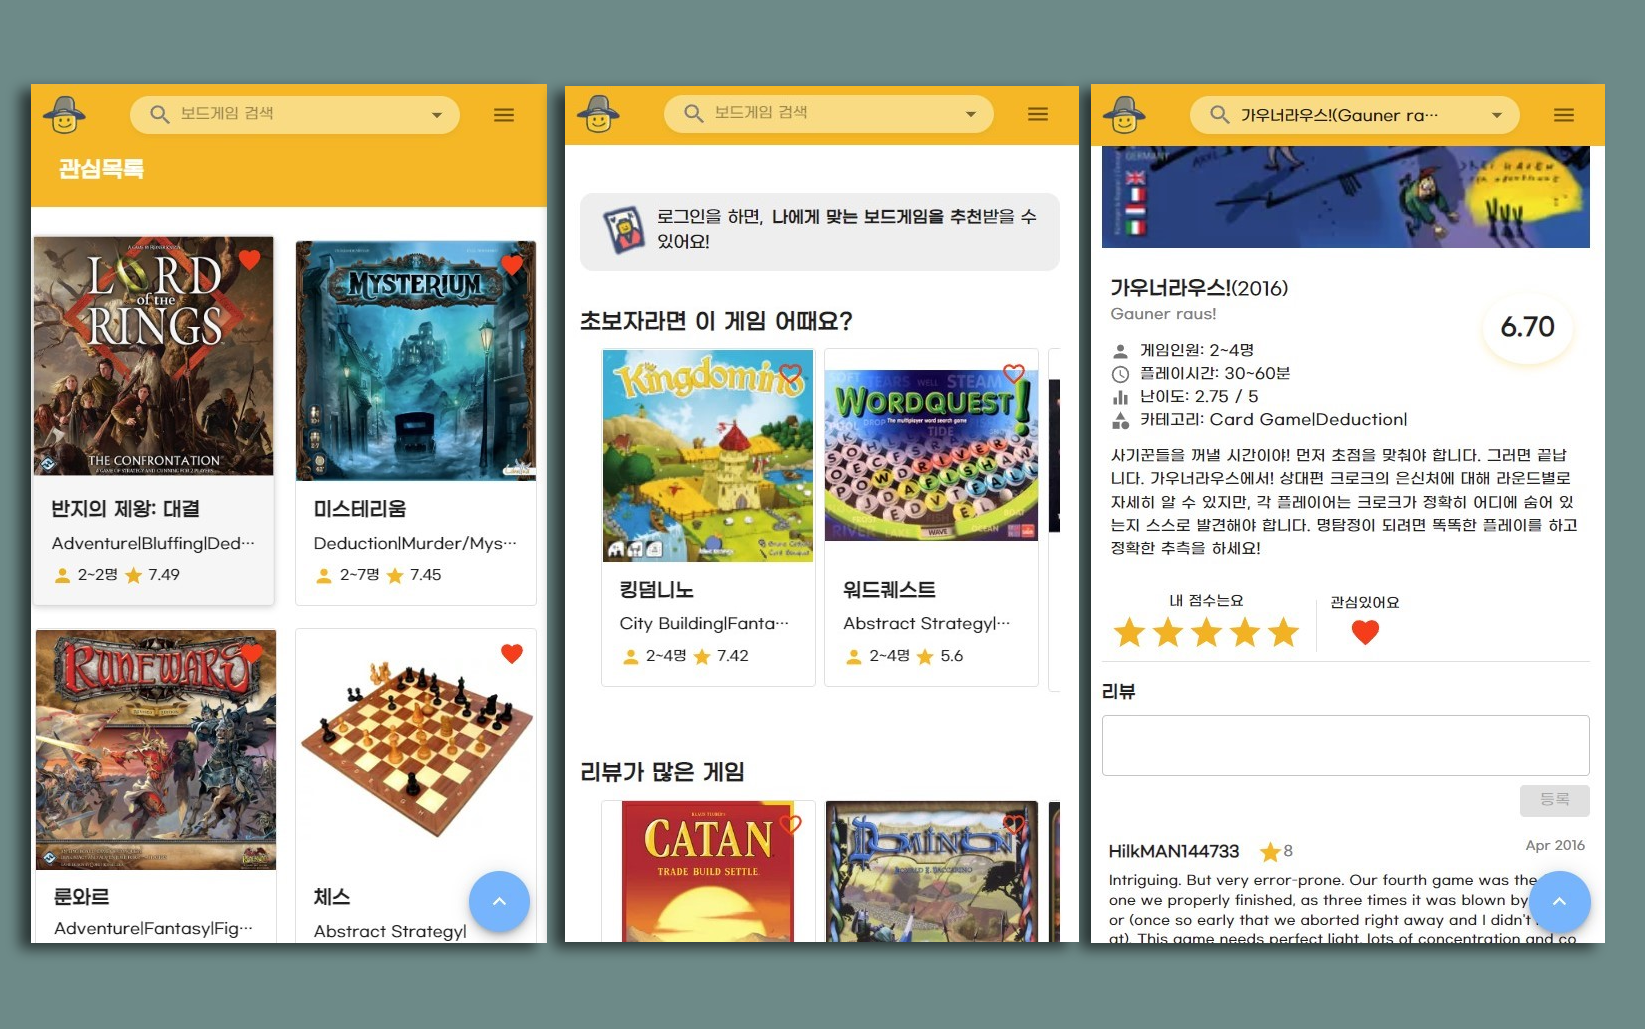 보드게임 검색
관심목록
LORD
of the
RINGS
THE CONFRONTATION
반지의 제왕: 대결
Adventure|Bluffing|Ded···
2~2명 7.49
MYSTERIUM
미스테리움
Deduction|Murder/Mys···
2~7명 7.45
RUNEWARS
룬와르
Adventure|Fantasy|Fig···
체스
Abstract Strategy|
보드게임 검색
로그인을 하면, 나에게 맞는 보드게임을 추천받을 수
있어요!
초보자라면 이 게임 어때요?
Kingdomino
킹덤니노
City Building|Fanta···
2~4명 7.42
WORDQUEST!
The multiplayer word search game
워드퀘스트
Abstract Strategy|···
2~4명 5.6
리뷰가 많은 게임
KLAUS TEUBER'S
CATAN
TRADE BUILD SETTLE
DOMINION
DONALD X. VACCARINO
가우너라우스!(Gauner ra···
GERMANY
가우너라우스!(2016)
Gauner raus!
6.70
게임인원: 2~4명
플레이시간: 30~60분
난이도: 2.75 / 5
카테고리: Card Game|Deduction|
사기꾼들을 꺼낼 시간이야! 먼저 초점을 맞춰야 합니다. 그러면 끝납
니다. 가우너라우스에서! 상대편 크로크의 은신처에 대해 라운드별로
자세히 알 수 있지만, 각 플레이어는 크로크가 정확히 어디에 숨어 있
는지 스스로 발견해야 합니다. 명탐정이 되려면 똑똑한 플레이를 하고
정확한 추측을 하세요!
내 점수는요
관심있어요
리뷰
등록
HilkMAN144733 8
Apr 2016
Intriguing. But very error-prone. Our fourth game was the
one we properly finished, as three times it was blown by
or (once so early that we aborted right away and I didn't
at). This game needs perfect light, lots of concentration and co